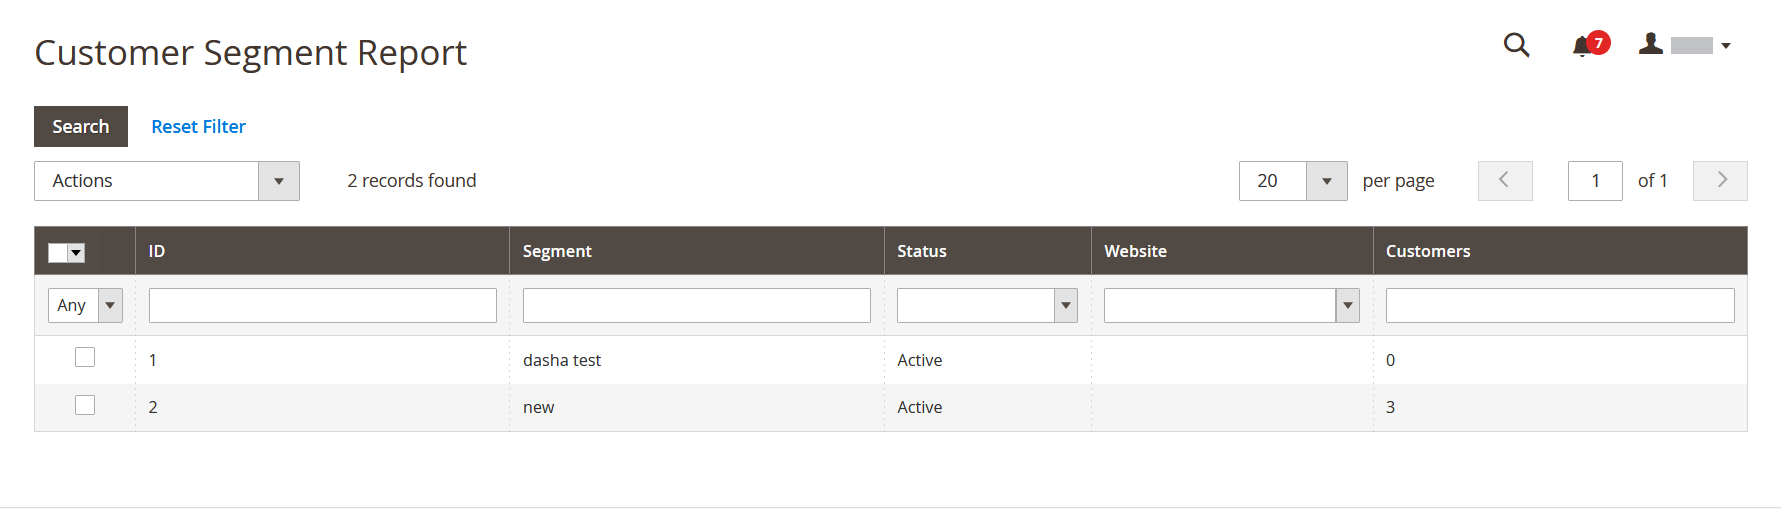 Customer Segment Report
7
Search Reset Filter
Actions 2 records found 20 per page 1 of 1
ID Segment Status Website Customers
Any
1 dasha test Active 0
2 new Active 3